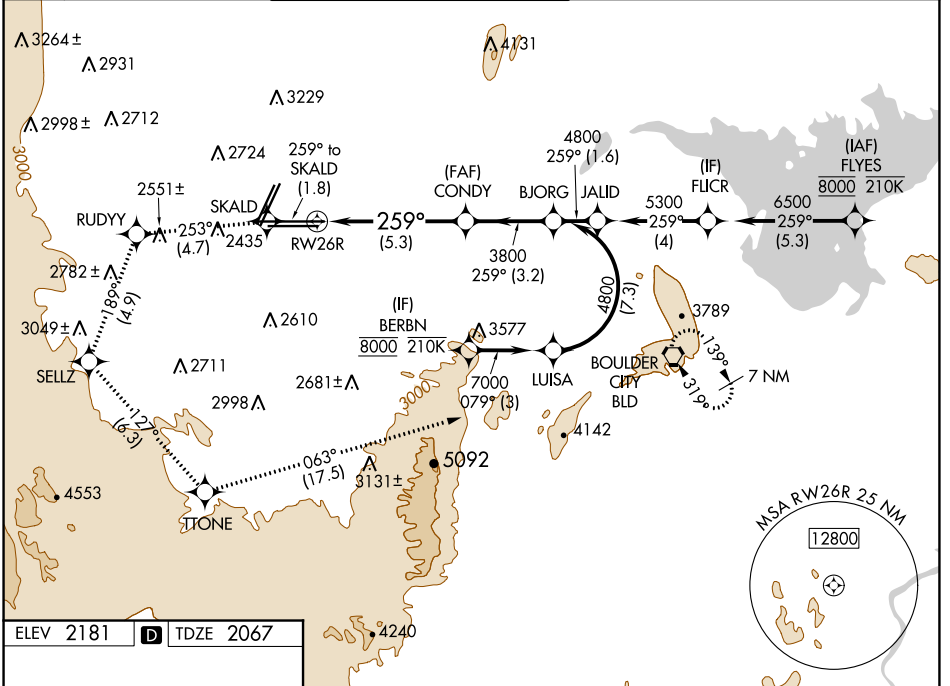 3264±
4131
2931
3229
2998±
2712
3000
2724
259° to
SKALD
(1.8)
4800
259° (1.6)
(FAF)
CONDY
BJORG
JALID
(IF)
FLICR
(IAF)
FLYES
8000 210K
2551±
SKALD
RUDYY
253°
(4.7)
2435
RW26R
259°
(5.3)
3800
259° (3.2)
5300
259°
(4)
6500
259°
(5.3)
2782±
189°
(4.9)
4800
(7.3)
3049±
2610
(IF)
BERBN
8000 210K
3577
3789
139°
SELLZ
2711
7000
079° (3)
LUISA
BOULDER
CITY
BLD
319°
7 NM
2681±
2998
3000
127°
(6.3)
4142
063°
(17.5)
5092
3131±
4553
TTONE
MSA RW26R 25 NM
12800
4240
ELEV 2181 D TDZE 2067